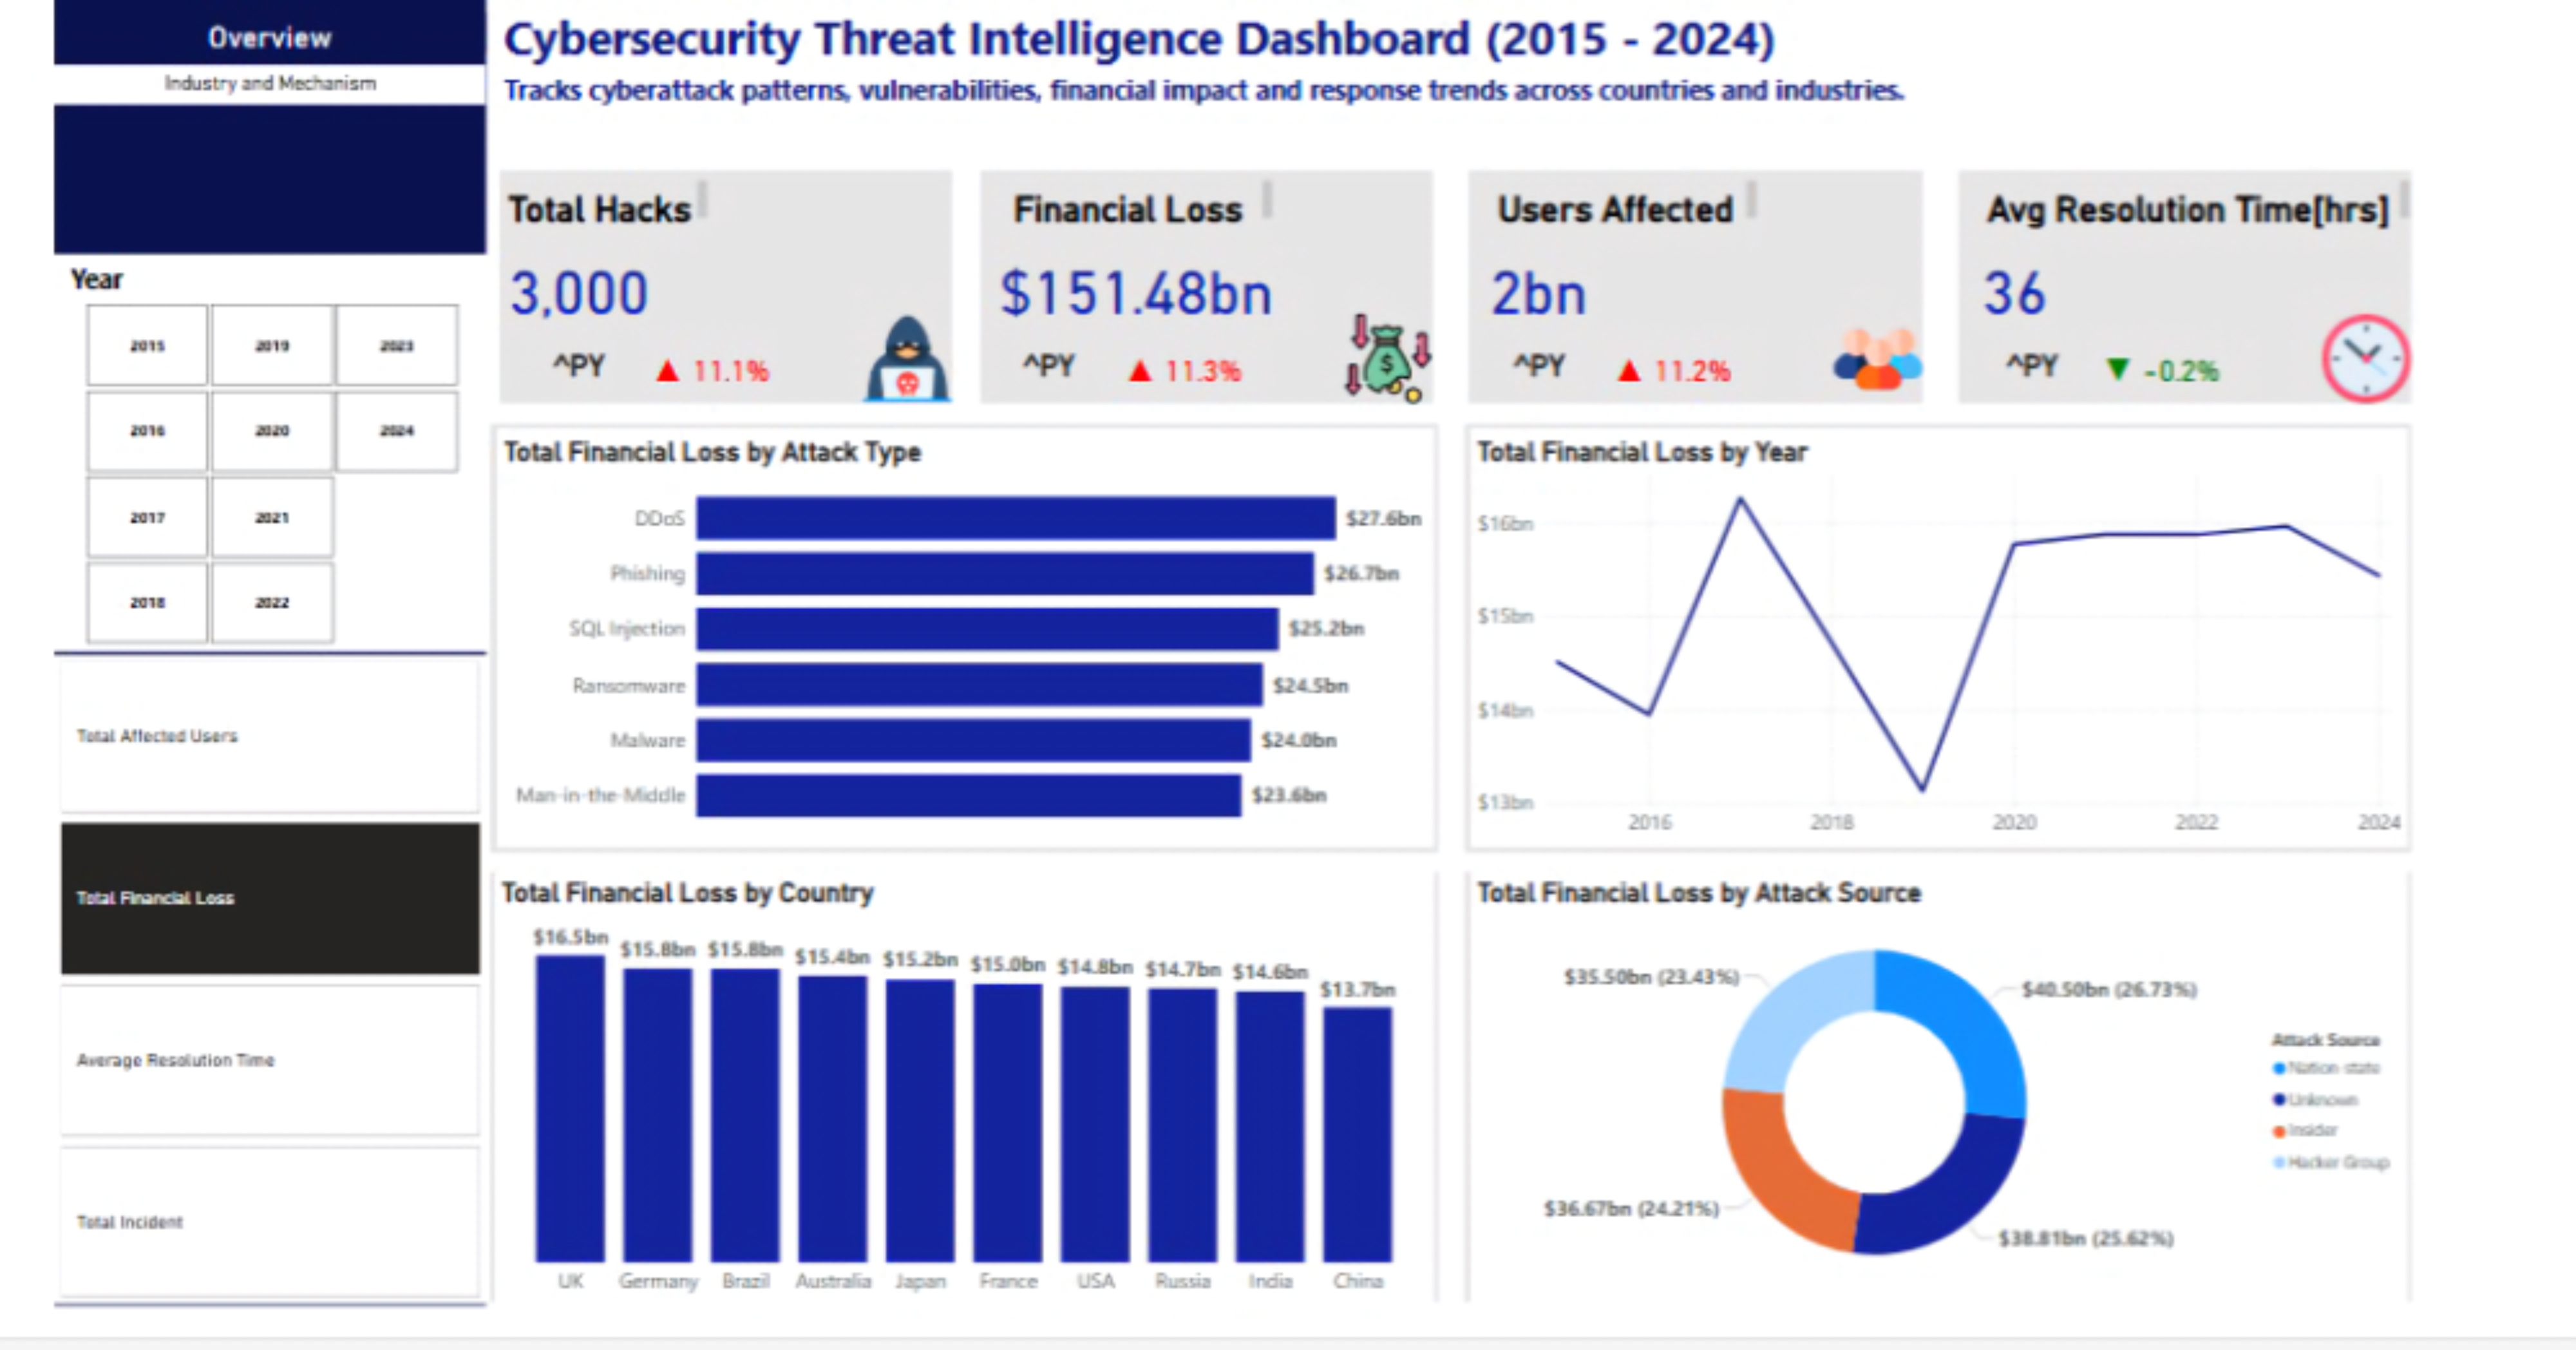 Overview
Industry and Mechanism
Cybersecurity Threat Intelligence Dashboard (2015 - 2024)
Tracks cyberattack patterns, vulnerabilities, financial impact and response trends across countries and industries.
Total Hacks
3,000
^PY ▲ 11.1%
Financial Loss
$151.48bn
^PY ▲ 11.3%
Users Affected
2bn
^PY ▲ 11.2%
Avg Resolution Time[hrs]
36
^PY ▼ -0.2%
Year
2015 2019 2023
2016 2020 2024
2017 2021
2018 2022
Total Affected Users
Total Financial Loss
Average Resolution Time
Total Incident
Total Financial Loss by Attack Type
DDoS $27.6bn
Phishing $26.7bn
SQL Injection $25.2bn
Ransomware $24.5bn
Malware $24.0bn
Man-in-the-Middle $23.6bn
Total Financial Loss by Year
$16bn
$15bn
$14bn
$13bn
2016 2018 2020 2022 2024
Total Financial Loss by Country
$16.5bn $15.8bn $15.8bn $15.4bn $15.2bn $15.0bn $14.8bn $14.7bn $14.6bn $13.7bn
UK Germany Brazil Australia Japan France USA Russia India China
Total Financial Loss by Attack Source
$35.50bn (23.43%)
$40.50bn (26.73%)
$36.67bn (24.21%)
$38.81bn (25.62%)
Attack Source
Nation-state
Unknown
Insider
Hacker Group